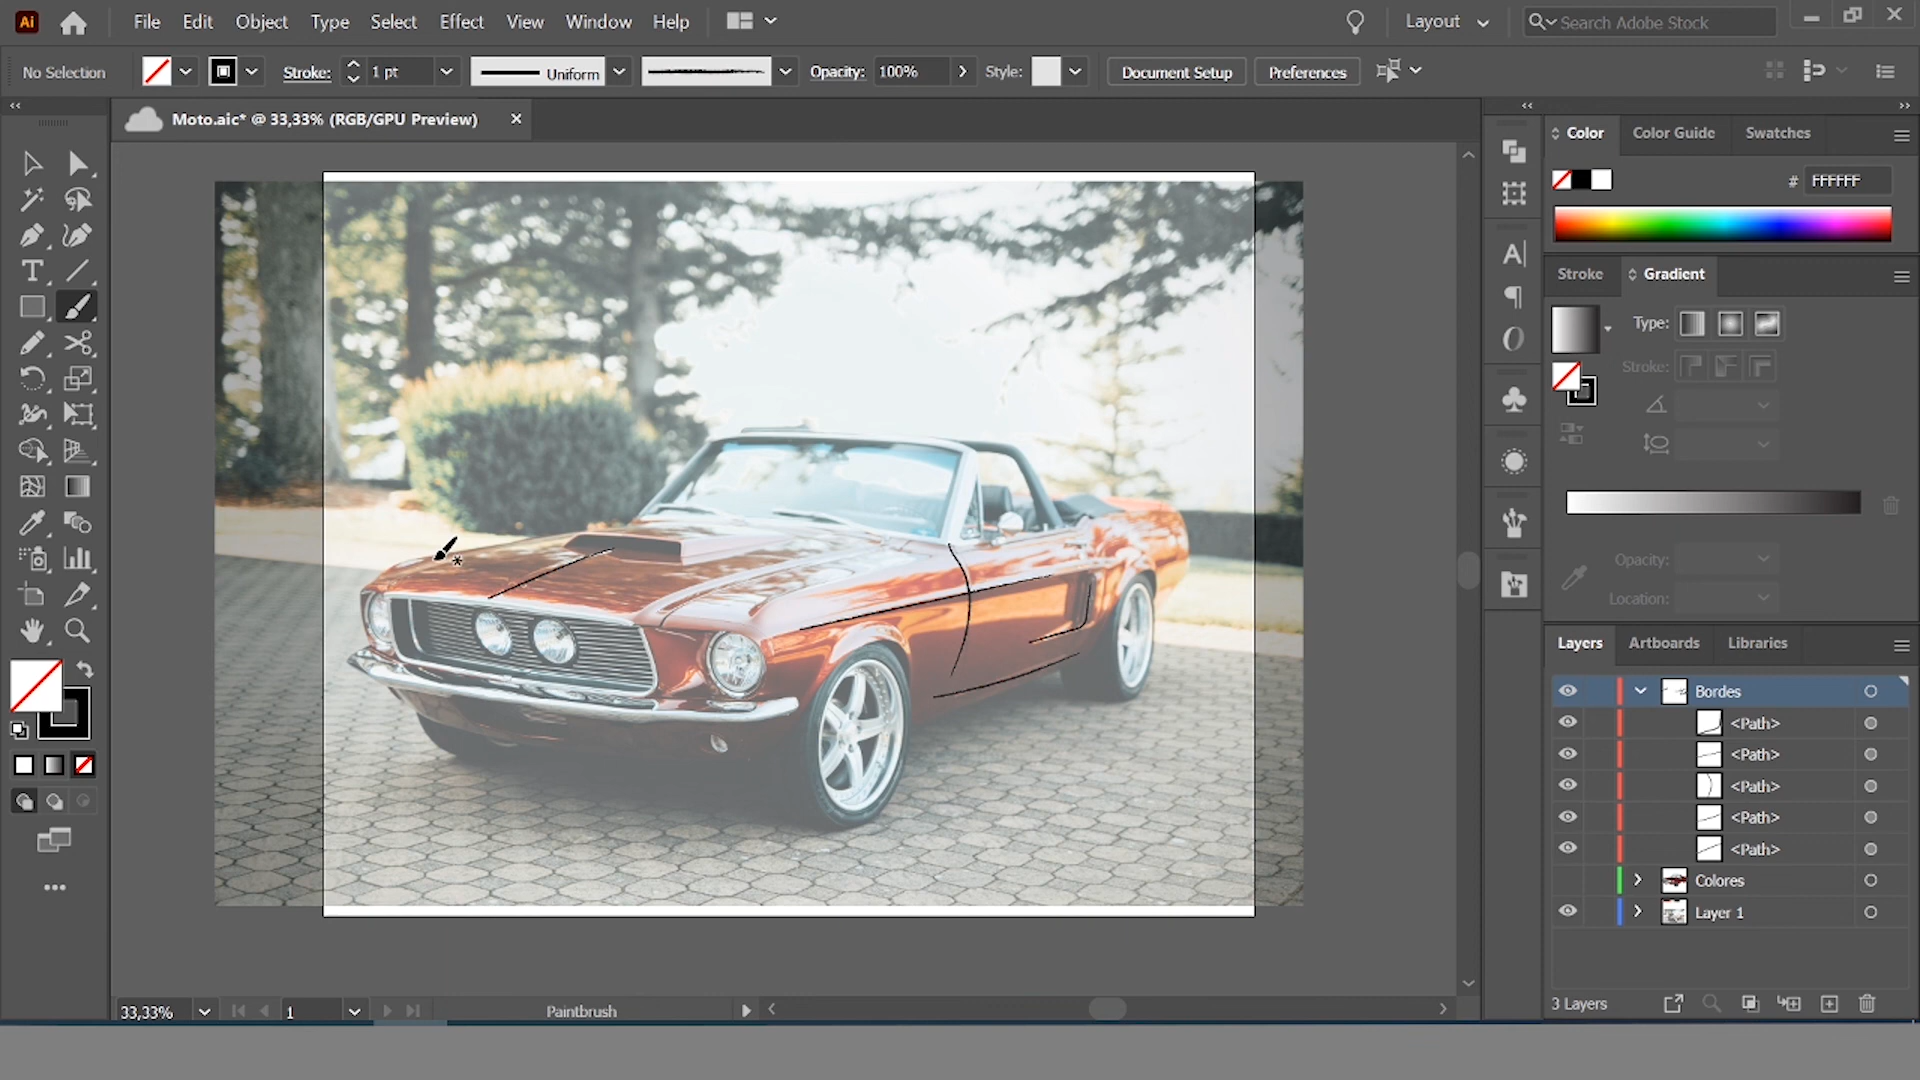 Ai File Edit Object Type Select Effect View Window Help Layout Search Adobe Stock
No Selection Stroke: 1 pt Uniform Opacity: 100% Style: Document Setup Preferences
Moto.aic* @ 33,33% (RGB/GPU Preview)
Color Color Guide Swatches
# FFFFFF
Stroke Gradient
Type:
Stroke:
Opacity:
Location:
Layers Artboards Libraries
Bordes
<Path>
<Path>
<Path>
<Path>
<Path>
Colores
Layer 1
3 Layers
33,33% 1 Paintbrush